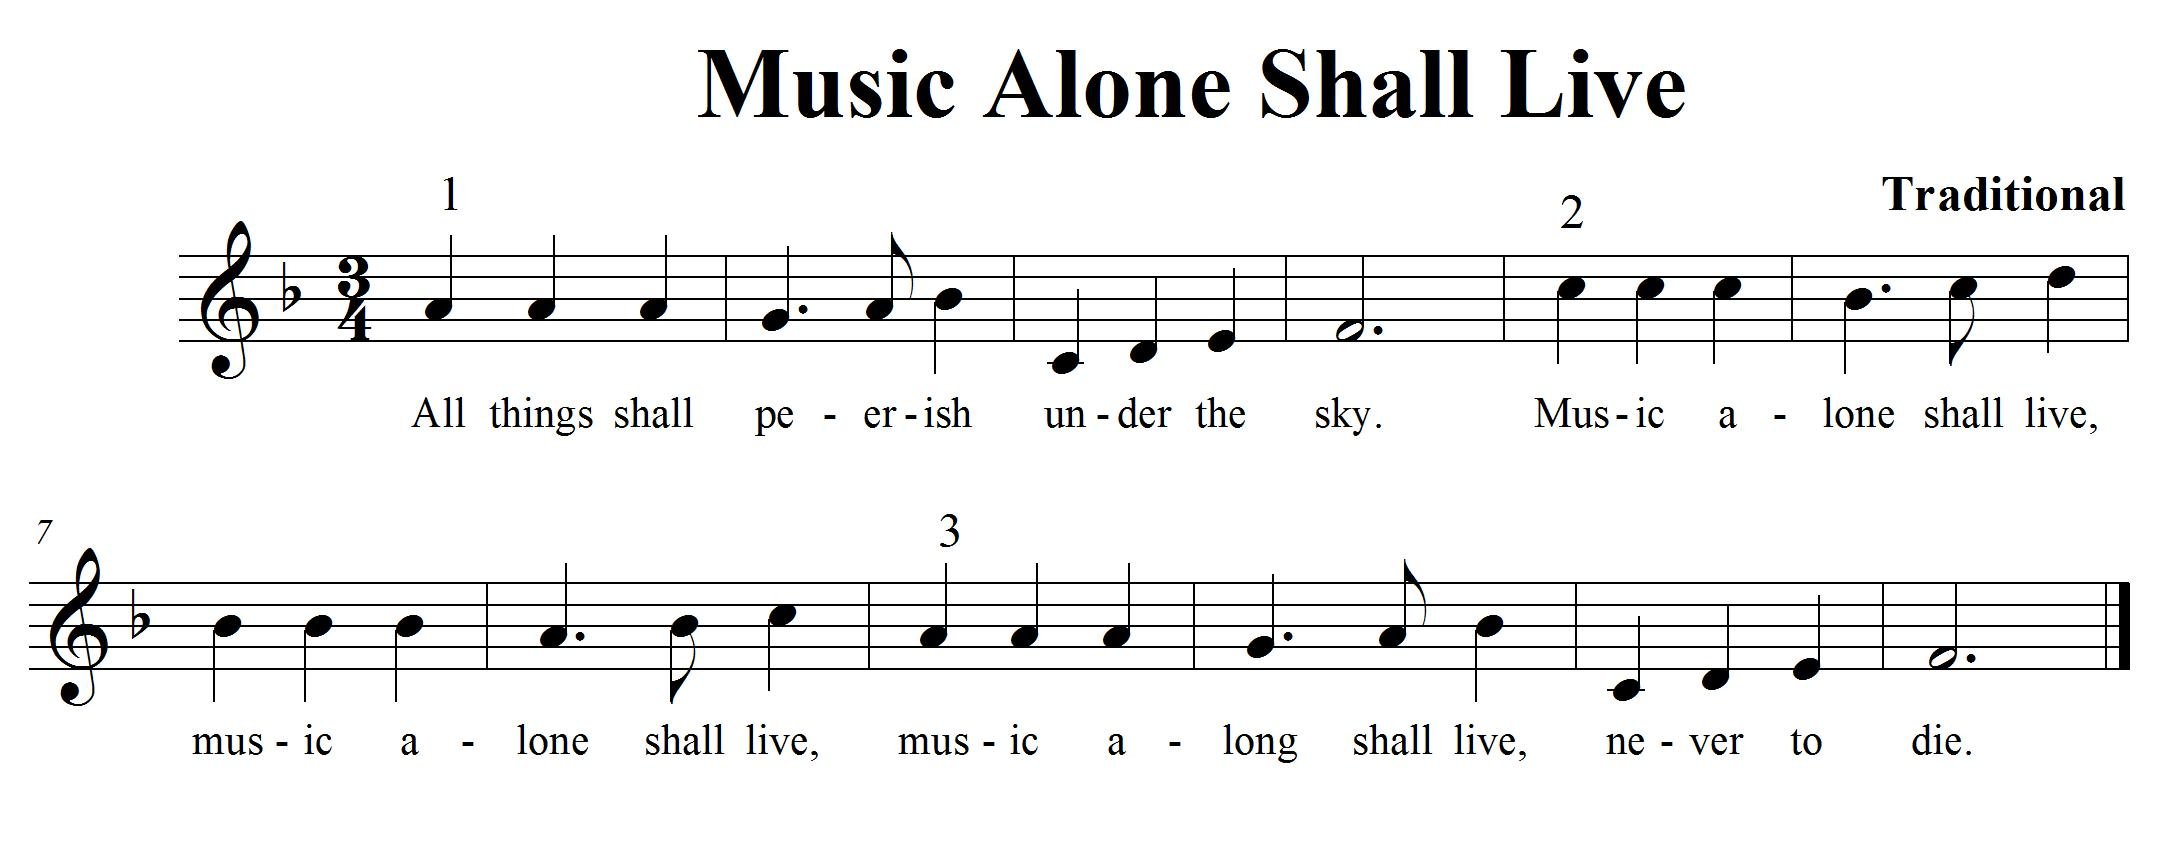 Music Alone Shall Live
1 2 Traditional
3
4
All things shall pe - er - ish un - der the sky. Mus - ic a - lone shall live,
7 3
mus - ic a - lone shall live, mus - ic a - long shall live, ne - ver to die.